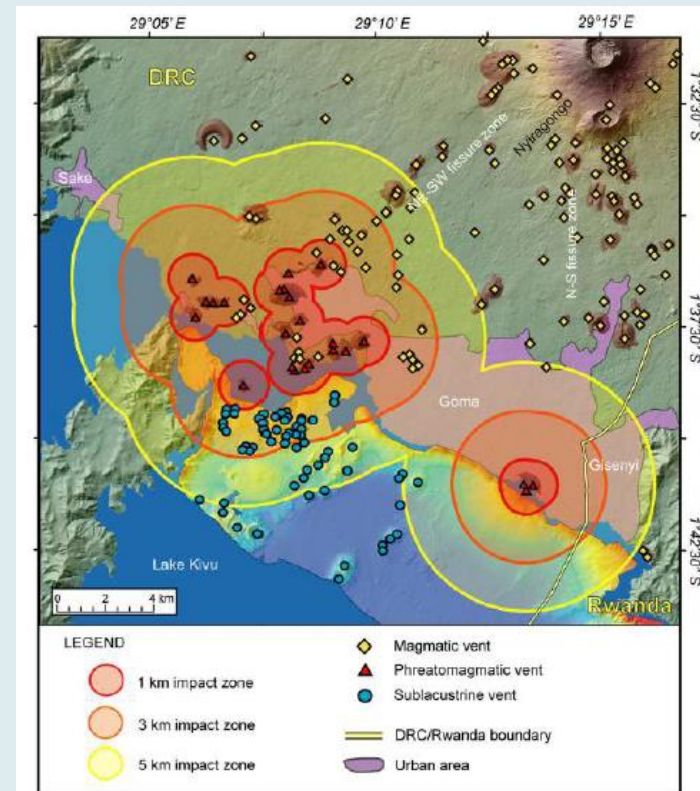 29°05' E 29°10' E 29°15' E
DRC
1°32'30" S
Nyiragongo
NE-SW fissure zone
Sake
N-S fissure zone
1°37'30" S
Goma
Gisenyi
1°42'30" S
Lake Kivu
0 2 4 km
Rwanda
LEGEND
1 km impact zone
3 km impact zone
5 km impact zone
Magmatic vent
Phreatomagmatic vent
Sublacustrine vent
DRC/Rwanda boundary
Urban area